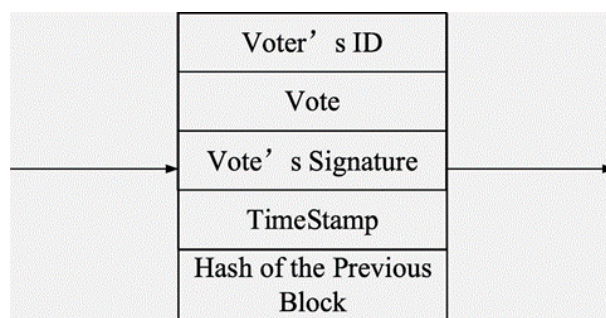 Voter’s ID
Vote
Vote’s Signature
TimeStamp
Hash of the Previous
Block